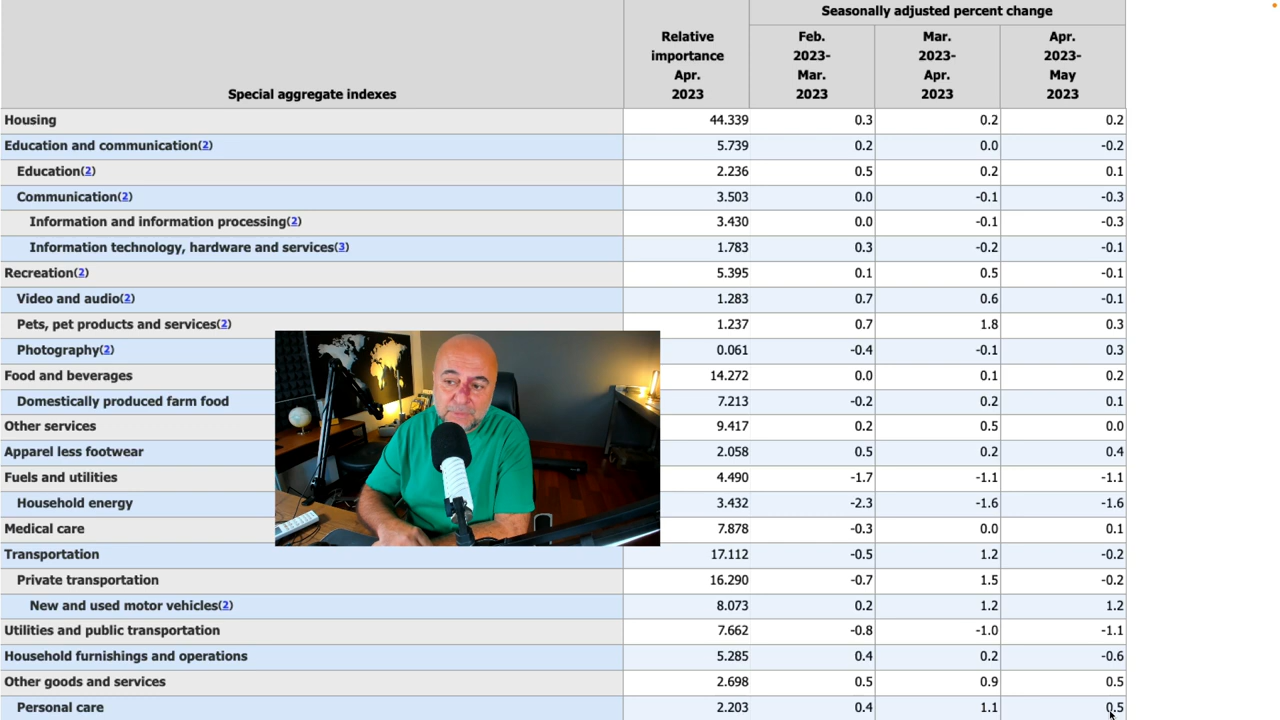 Seasonally adjusted percent change
Relative importance Apr. 2023
Feb. 2023- Mar. 2023
Mar. 2023- Apr. 2023
Apr. 2023- May 2023
Special aggregate indexes
Housing 44.339 0.3 0.2 0.2
Education and communication(2) 5.739 0.2 0.0 -0.2
Education(2) 2.236 0.5 0.2 0.1
Communication(2) 3.503 0.0 -0.1 -0.3
Information and information processing(2) 3.430 0.0 -0.1 -0.3
Information technology, hardware and services(3) 1.783 0.3 -0.2 -0.1
Recreation(2) 5.395 0.1 0.5 -0.1
Video and audio(2) 1.283 0.7 0.6 -0.1
Pets, pet products and services(2) 1.237 0.7 1.8 0.3
Photography(2) 0.061 -0.4 -0.1 0.3
Food and beverages 14.272 0.0 0.1 0.2
Domestically produced farm food 7.213 -0.2 0.2 0.1
Other services 9.417 0.2 0.5 0.0
Apparel less footwear 2.058 0.5 0.2 0.4
Fuels and utilities 4.490 -1.7 -1.1 -1.1
Household energy 3.432 -2.3 -1.6 -1.6
Medical care 7.878 -0.3 0.0 0.1
Transportation 17.112 -0.5 1.2 -0.2
Private transportation 16.290 -0.7 1.5 -0.2
New and used motor vehicles(2) 8.073 0.2 1.2 1.2
Utilities and public transportation 7.662 -0.8 -1.0 -1.1
Household furnishings and operations 5.285 0.4 0.2 -0.6
Other goods and services 2.698 0.5 0.9 0.5
Personal care 2.203 0.4 1.1 0.5